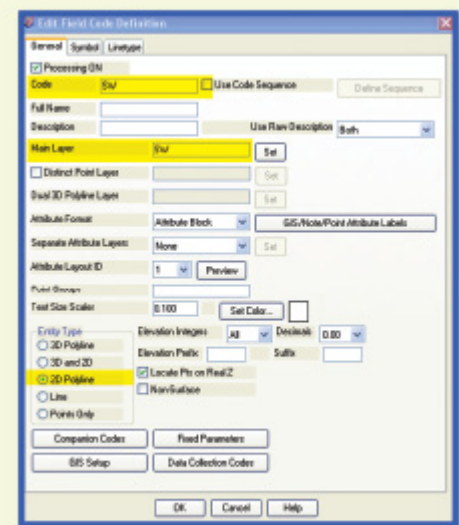 Edit Field Code Definition
General Symbol Linetype
Processing ON
Code SW Use Code Sequence Define Sequence
Full Name
Description Use Raw Description Both
Main Layer SW Set
Distinct Point Layer Set
Dual 3D Polyline Layer Set
Attribute Format Attribute Block GIS/Note/Point Attribute Labels
Separate Attribute Layers None Set
Attribute Layout ID 1 Preview
Point Groups
Text Size Scaler 0.100 Set Color...
Entity Type Elevation Integers All Decimals 0.00
3D Polyline Elevation Prefix Suffix
3D and 2D Locate Pts on Real Z
2D Polyline Non-Surface
Line
Points Only
Companion Codes Fixed Parameters
GIS Setup Data Collection Codes
OK Cancel Help